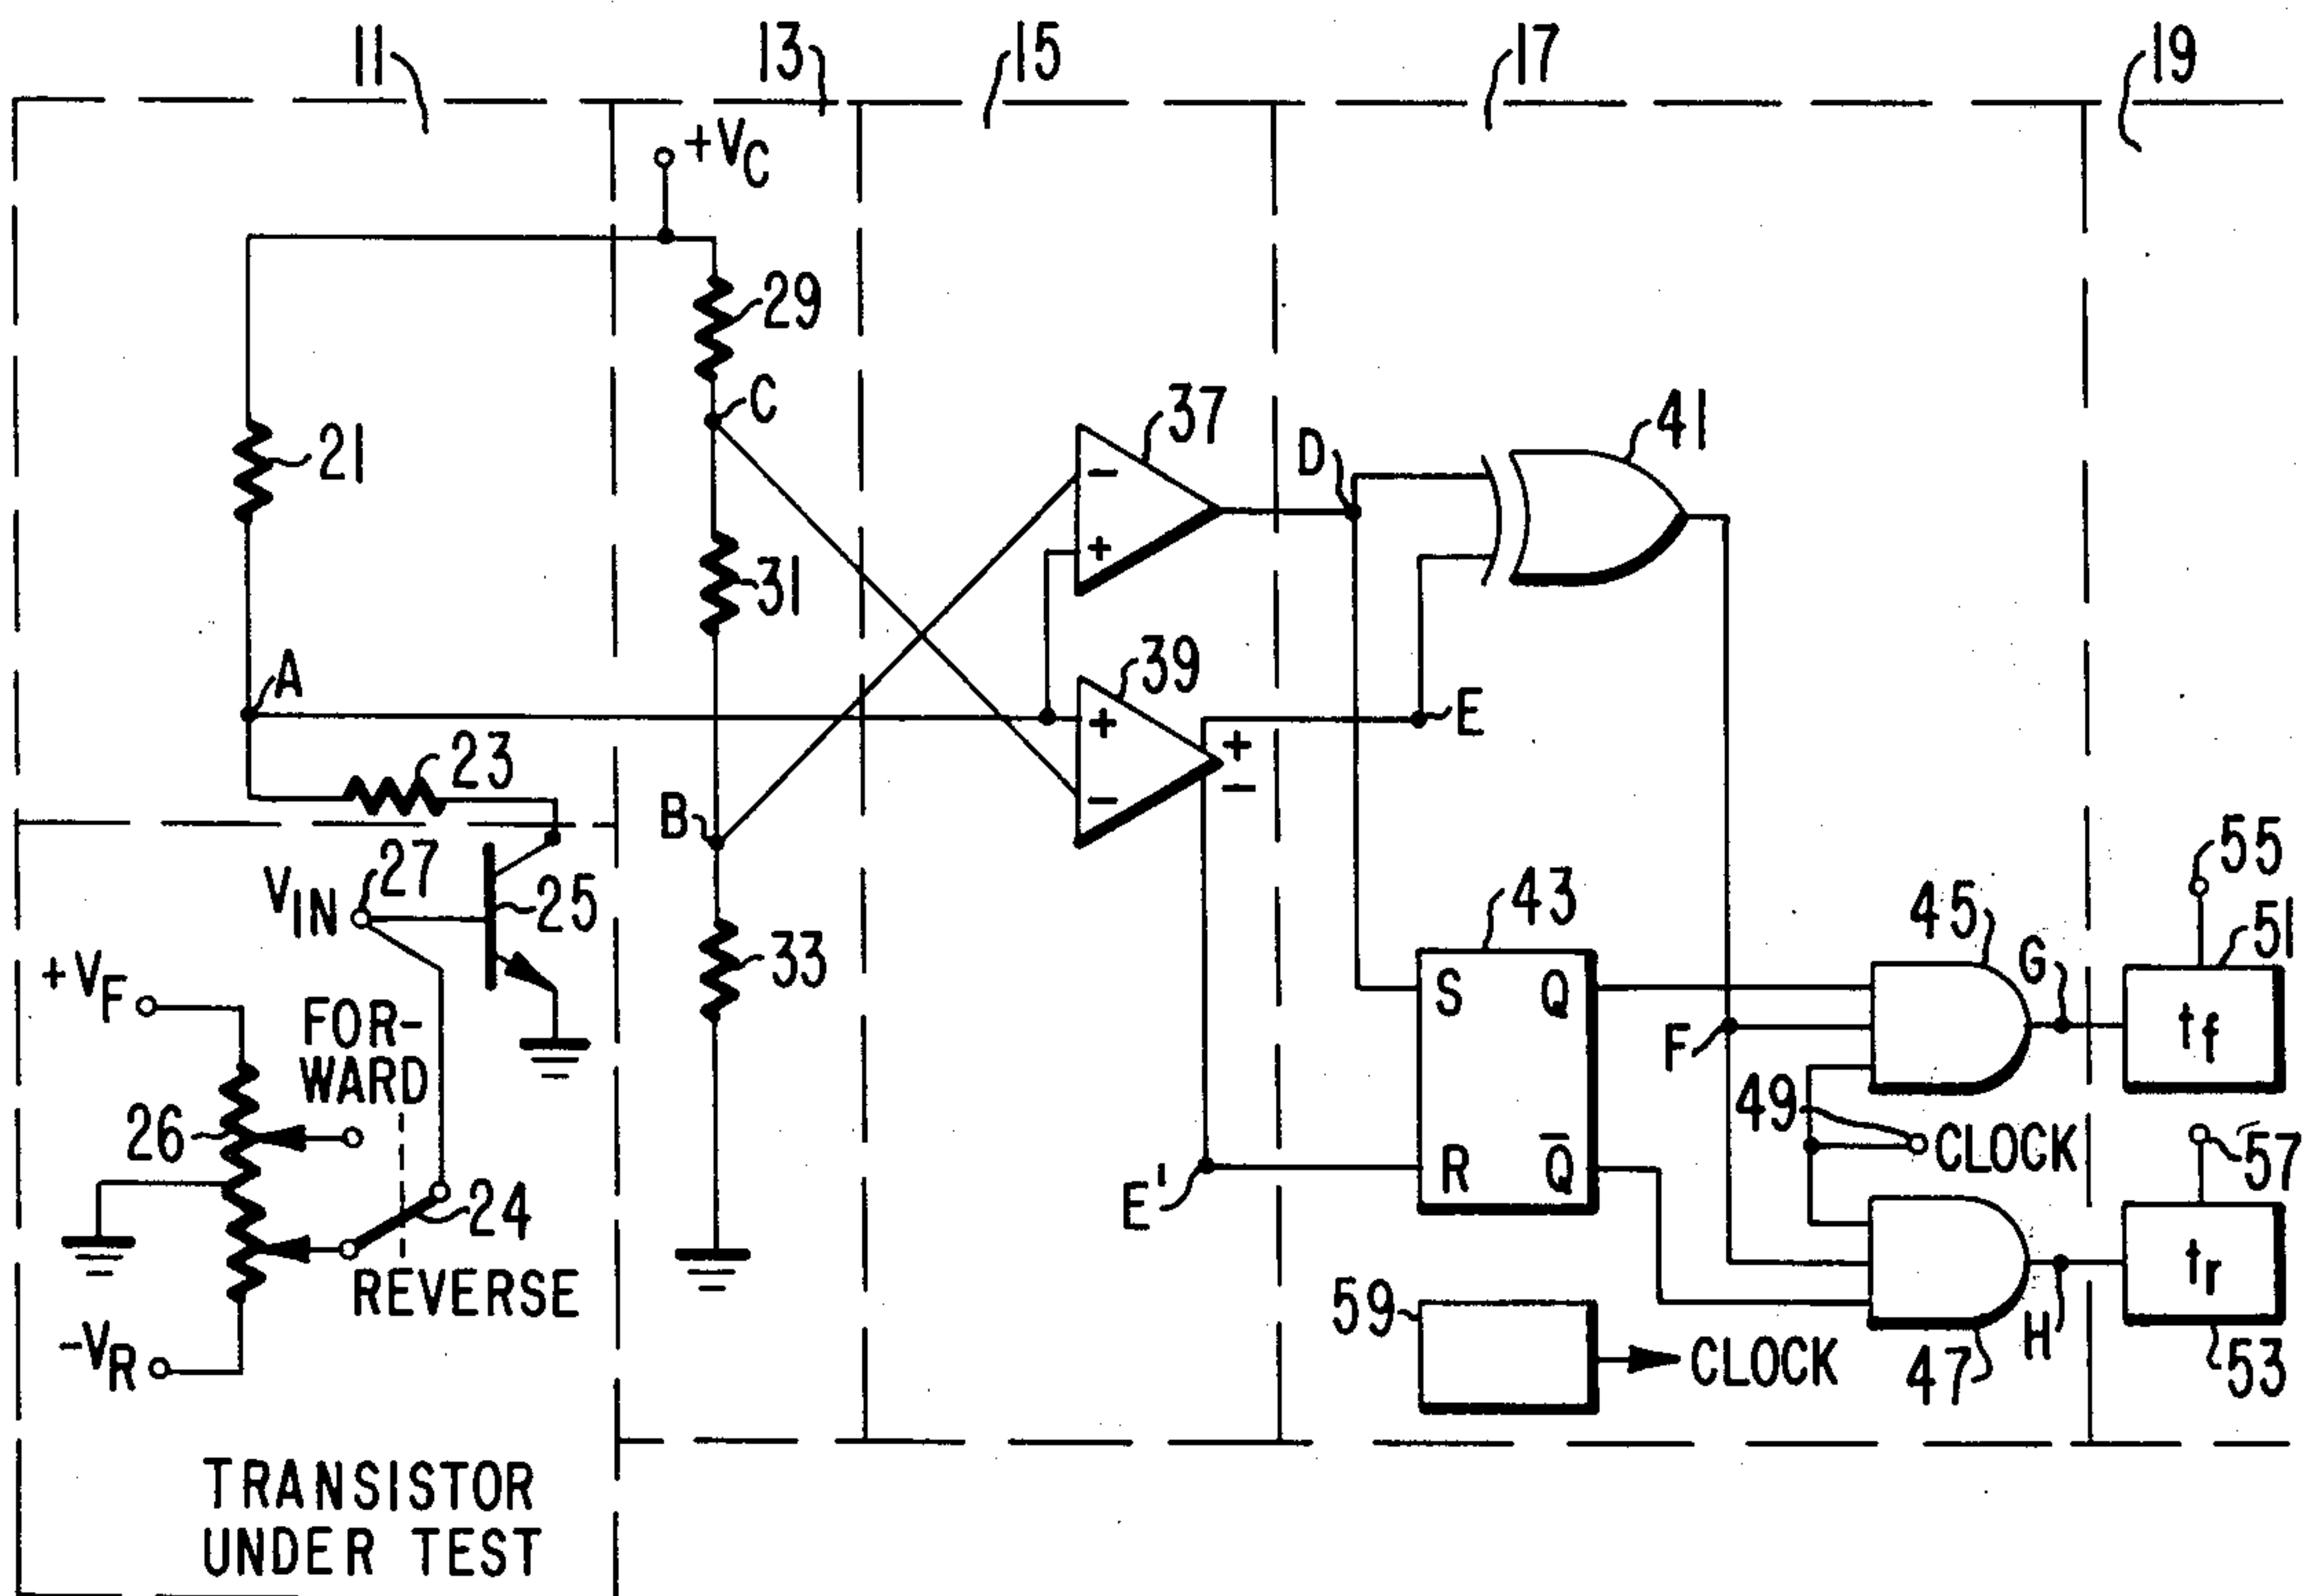 11
13
15
17
19
+VC
29
C
37
41
21
D
31
A
39
E
23
+
-
B
55
VIN
27
25
43
45
G
51
+VF
33
S
Q
tf
FOR-
WARD
F
49
26
CLOCK
57
R
Q̅
E'
24
REVERSE
59
tr
-VR
CLOCK
47
H
53
TRANSISTOR
UNDER TEST
-
+
+
-